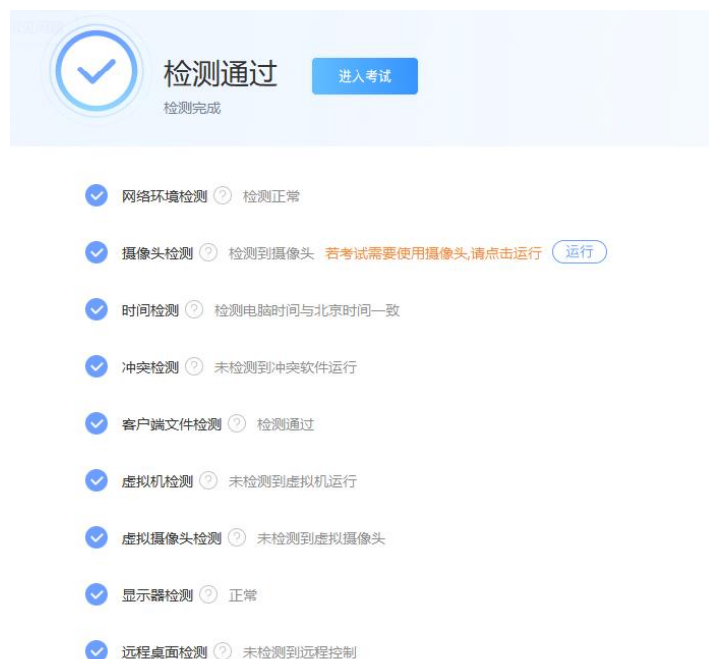 检测通过
进入考试
检测完成
网络环境检测 ? 检测正常
摄像头检测 ? 检测到摄像头 若考试需要使用摄像头,请点击运行 运行
时间检测 ? 检测电脑时间与北京时间一致
冲突检测 ? 未检测到冲突软件运行
客户端文件检测 ? 检测通过
虚拟机检测 ? 未检测到虚拟机运行
虚拟摄像头检测 ? 未检测到虚拟摄像头
显示器检测 ? 正常
远程桌面检测 ? 未检测到远程控制